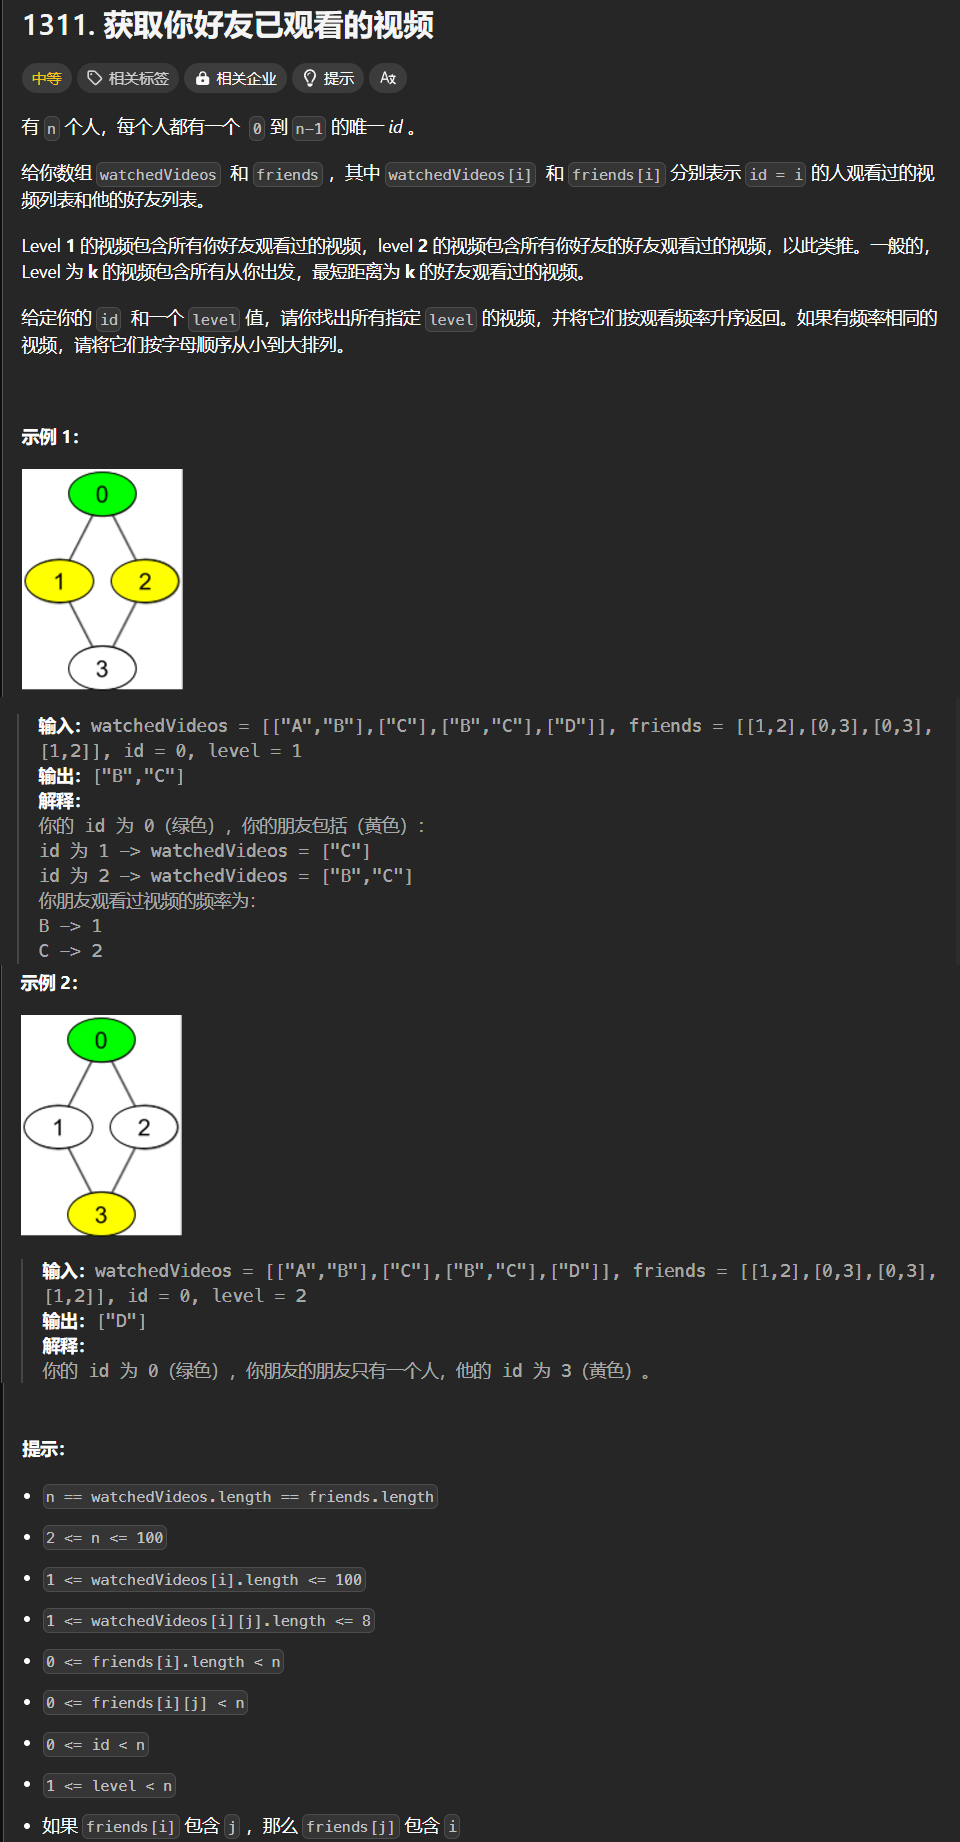 1311. 获取你好友已观看的视频
中等 相关标签 相关企业 提示
有 n 个人，每个人都有一个 0 到 n-1 的唯一 id 。
给你数组 watchedVideos 和 friends ，其中 watchedVideos[i] 和 friends[i] 分别表示 id = i 的人观看过的视
频列表和他的好友列表。
Level 1 的视频包含所有你好友观看过的视频，level 2 的视频包含所有你好友的好友观看过的视频，以此类推。一般的，
Level 为 k 的视频包含所有从你出发，最短距离为 k 的好友观看过的视频。
给定你的 id 和一个 level 值，请你找出所有指定 level 的视频，并将它们按观看频率升序返回。如果有频率相同的
视频，请将它们按字母顺序从小到大排列。
示例 1：
0
1 2
3
输入：watchedVideos = [["A","B"],["C"],["B","C"],["D"]], friends = [[1,2],[0,3],[0,3],
[1,2]], id = 0, level = 1
输出：["B","C"]
解释：
你的 id 为 0（绿色），你的朋友包括（黄色）：
id 为 1 -> watchedVideos = ["C"]
id 为 2 -> watchedVideos = ["B","C"]
你朋友观看过视频的频率为：
B -> 1
C -> 2
示例 2：
0
1 2
3
输入：watchedVideos = [["A","B"],["C"],["B","C"],["D"]], friends = [[1,2],[0,3],[0,3],
[1,2]], id = 0, level = 2
输出：["D"]
解释：
你的 id 为 0（绿色），你朋友的朋友只有一个人，他的 id 为 3（黄色）。
提示：
• n == watchedVideos.length == friends.length
• 2 <= n <= 100
• 1 <= watchedVideos[i].length <= 100
• 1 <= watchedVideos[i][j].length <= 8
• 0 <= friends[i].length < n
• 0 <= friends[i][j] < n
• 0 <= id < n
• 1 <= level < n
• 如果 friends[i] 包含 j ，那么 friends[j] 包含 i